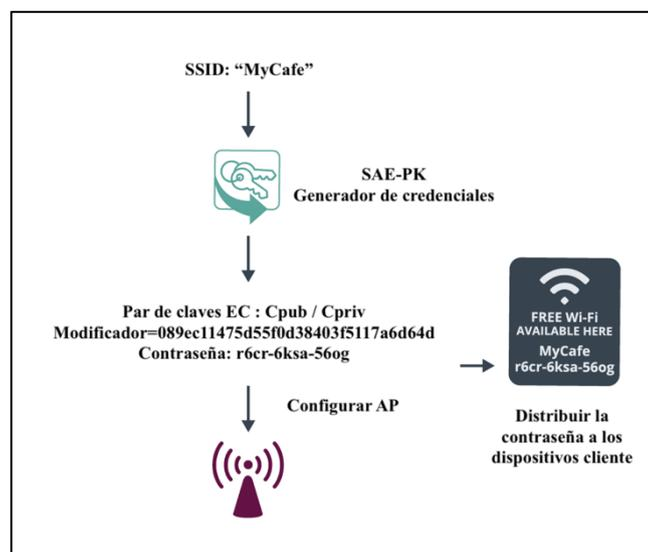 SSID: “MyCafe”
SAE-PK
Generador de credenciales
Par de claves EC : Cpub / Cpriv
Modificador=089ec11475d55f0d38403f5117a6d64d
Contraseña: r6cr-6ksa-56og
FREE Wi-Fi
AVAILABLE HERE
MyCafe
r6cr-6ksa-56og
Configurar AP
Distribuir la
contraseña a los
dispositivos cliente